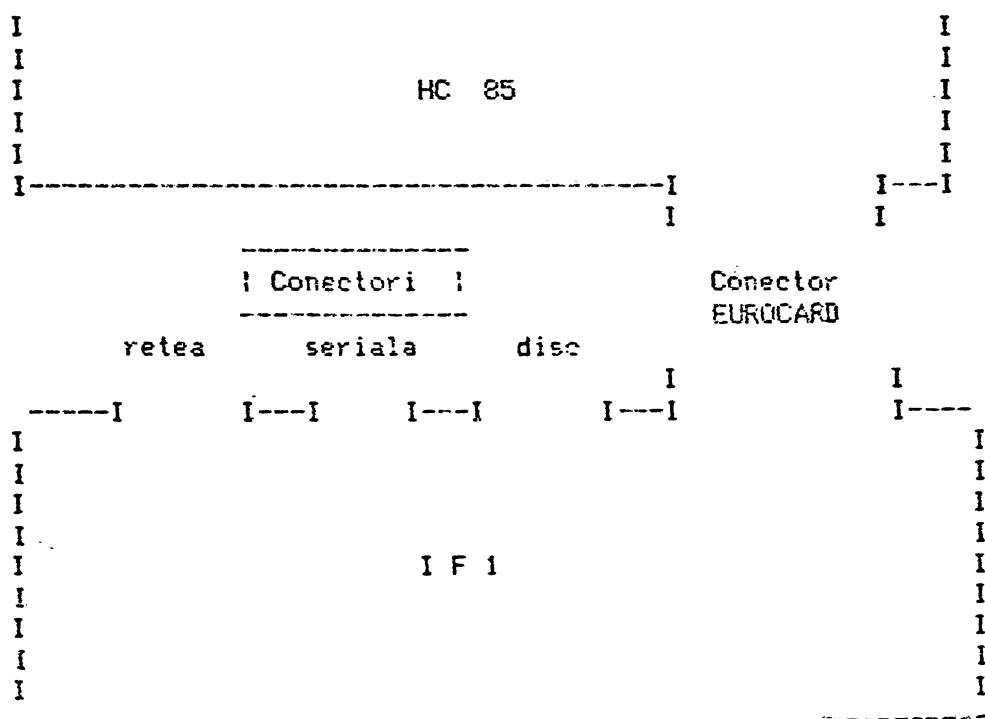 HC 85
Conectori
Conector
EUROCARD
retea seriala disc
I F 1